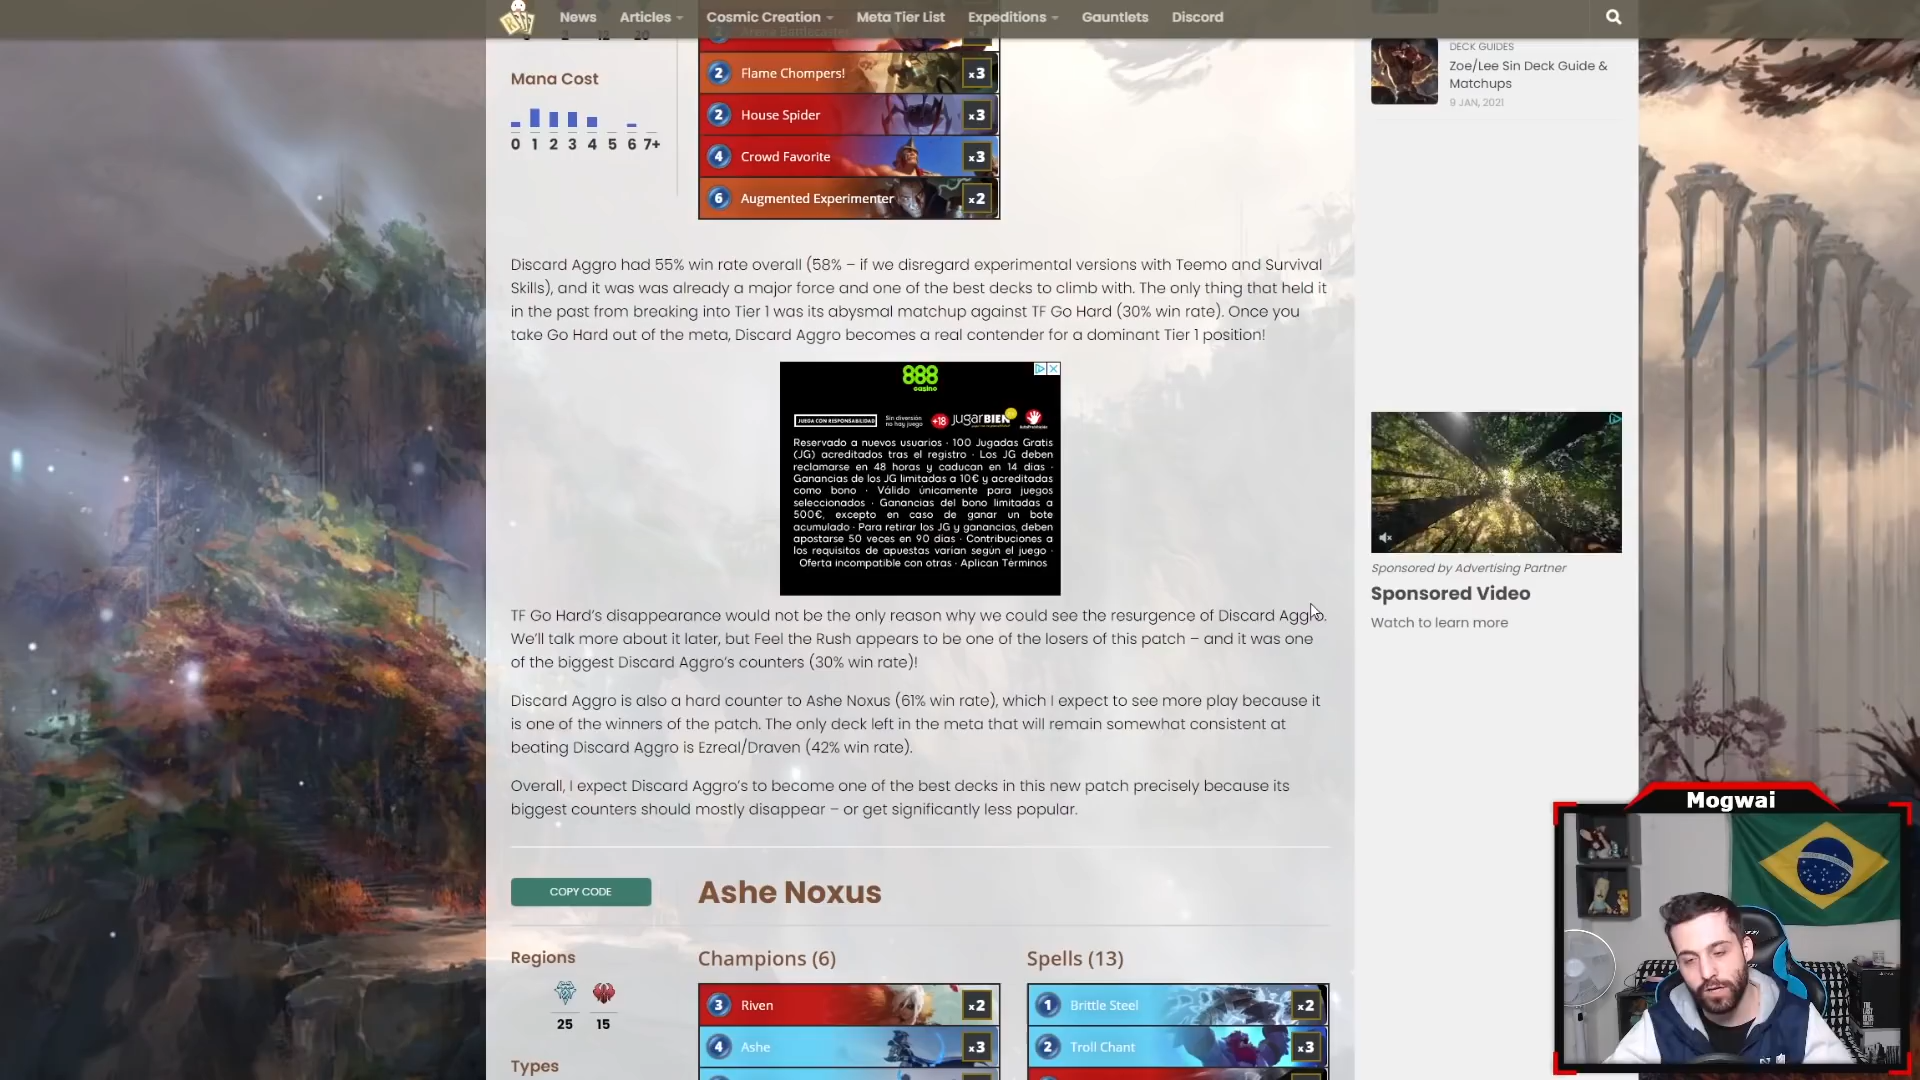 News Articles Cosmic Creation Meta Tier List Expeditions Gauntlets Discord
12 20
Arena Battlecaster
Mana Cost
0 1 2 3 4 5 6 7+
2 Flame Chompers! x3
2 House Spider x3
4 Crowd Favorite x3
6 Augmented Experimenter x2
Discard Aggro had 55% win rate overall (58% – if we disregard experimental versions with Teemo and Survival
Skills), and it was was already a major force and one of the best decks to climb with. The only thing that held it
in the past from breaking into Tier 1 was its abysmal matchup against TF Go Hard (30% win rate). Once you
take Go Hard out of the meta, Discard Aggro becomes a real contender for a dominant Tier 1 position!
888
casino
JUEGA CON RESPONSABILIDAD
Sin diversión
no hay juego
+18
jugarBIEN
Reservado a nuevos usuarios · 100 Jugadas Gratis
(JG) acreditados tras el registro · Los JG deben
reclamarse en 48 horas y caducan en 14 días ·
Ganancias de los JG limitadas a 10€ y acreditadas
como bono · Válido únicamente para juegos
seleccionados · Ganancias del bono limitadas a
500€, excepto en caso de ganar un bote
acumulado · Para retirar los JG y ganancias, deben
apostarse 50 veces en 90 días · Contribuciones a
los requisitos de apuestas varían según el juego ·
Oferta incompatible con otras · Aplican Términos
TF Go Hard's disappearance would not be the only reason why we could see the resurgence of Discard Aggro.
We'll talk more about it later, but Feel the Rush appears to be one of the losers of this patch – and it was one
of the biggest Discard Aggro's counters (30% win rate)!
Discard Aggro is also a hard counter to Ashe Noxus (61% win rate), which I expect to see more play because it
is one of the winners of the patch. The only deck left in the meta that will remain somewhat consistent at
beating Discard Aggro is Ezreal/Draven (42% win rate).
Overall, I expect Discard Aggro's to become one of the best decks in this new patch precisely because its
biggest counters should mostly disappear – or get significantly less popular.
COPY CODE
Ashe Noxus
Regions
25 15
Types
Champions (6)
3 Riven x2
4 Ashe x3
Spells (13)
1 Brittle Steel x2
2 Troll Chant x3
DECK GUIDES
Zoe/Lee Sin Deck Guide &
Matchups
9 JAN, 2021
Sponsored by Advertising Partner
Sponsored Video
Watch to learn more
Mogwai